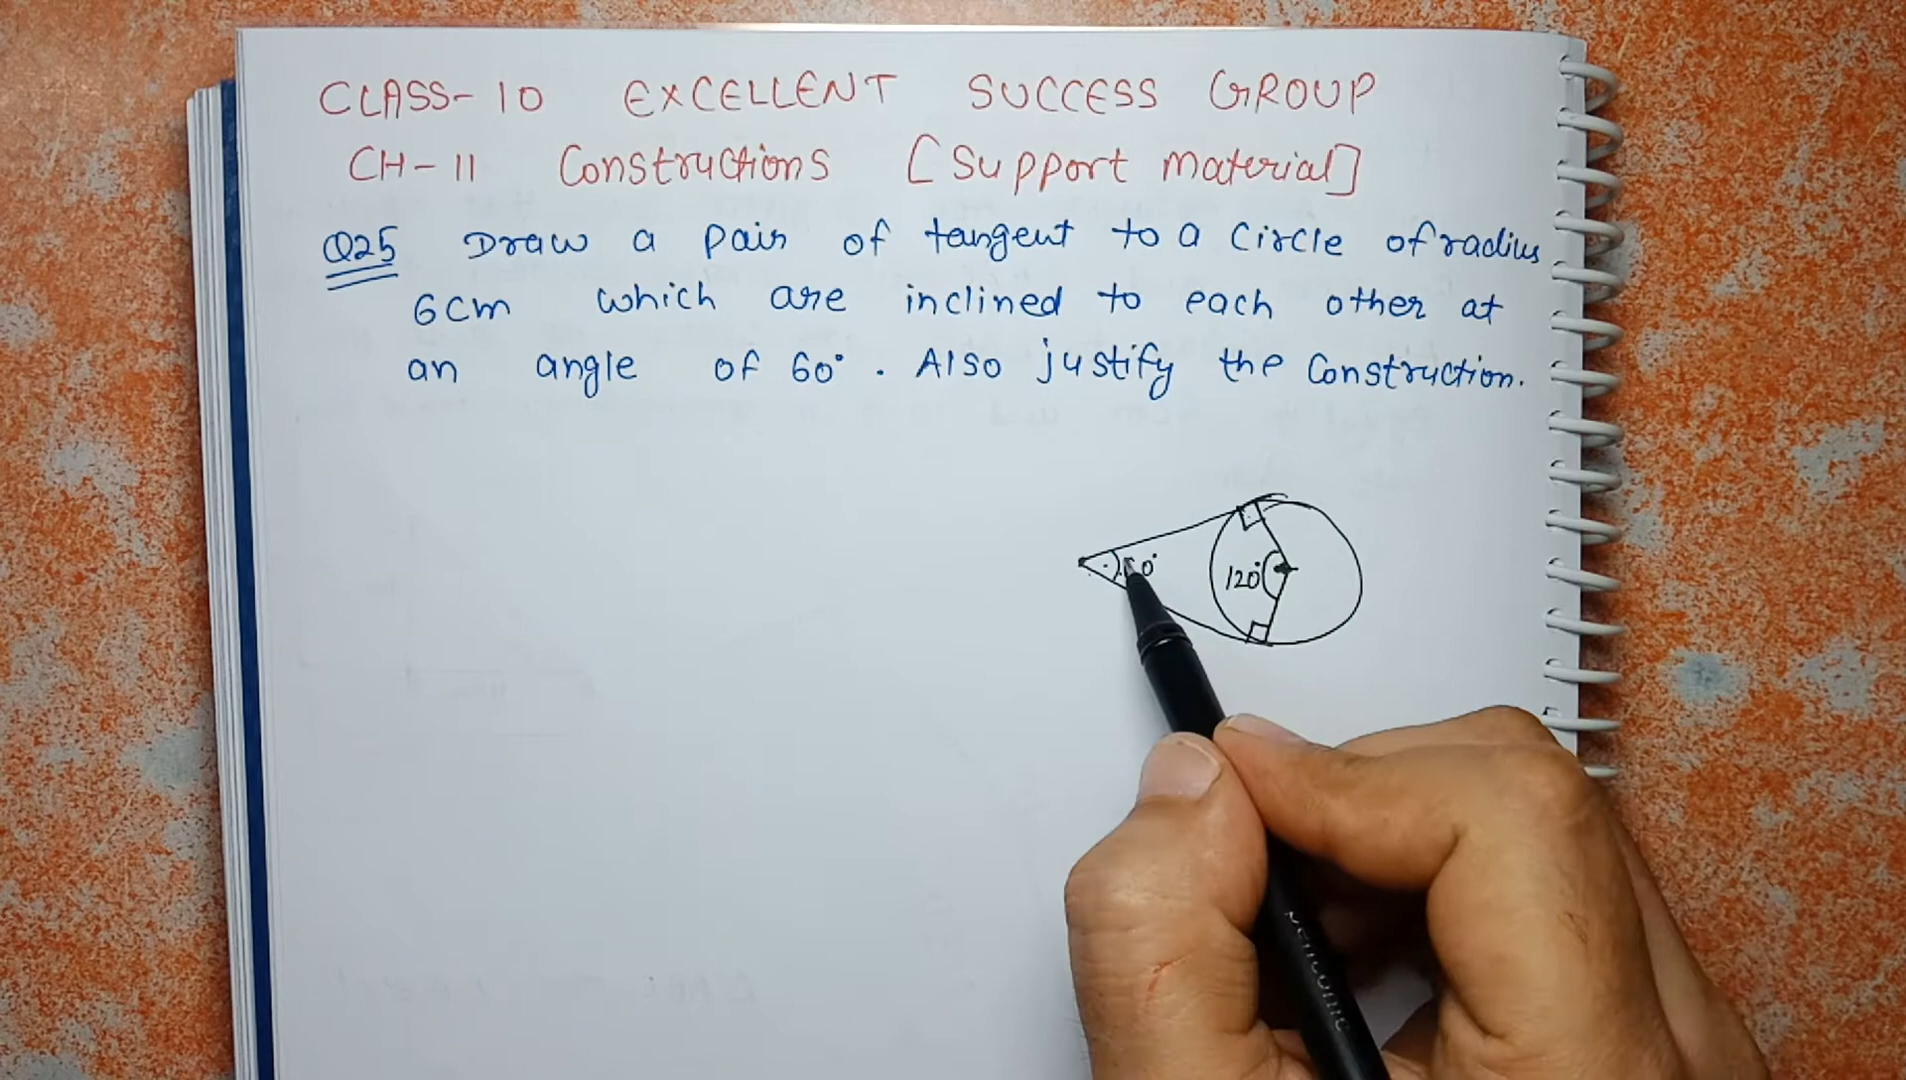 CLASS-10 EXCELLENT SUCCESS GROUP
CH-11 Constructions [Support Material]
Q25 Draw a pair of tangent to a Circle of radius
6cm which are inclined to each other at
an angle of 60°. Also justify the Construction.
60°
120°